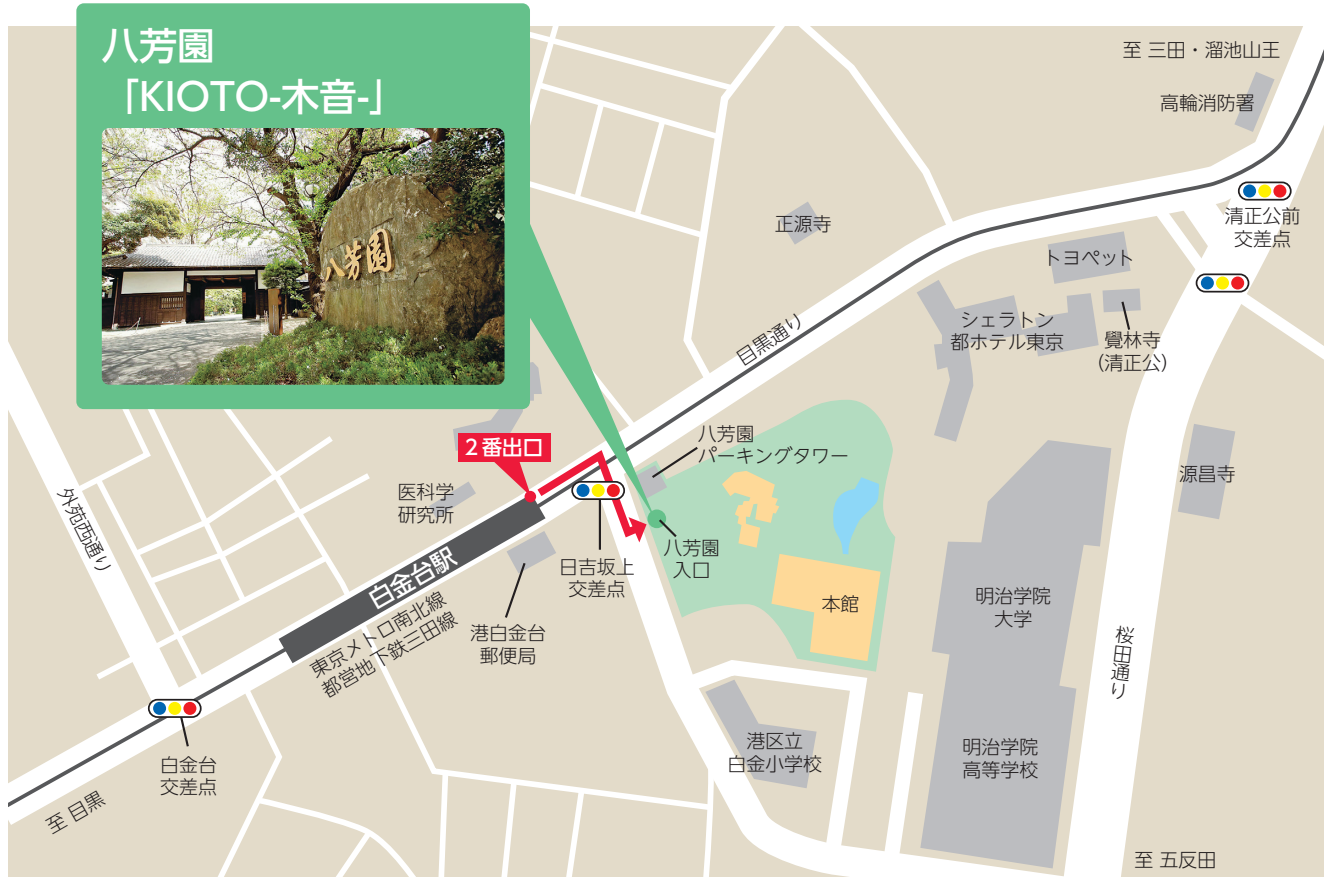 八芳園
「KIOTO-木音-」
八芳園
至 三田・溜池山王
高輪消防署
清正公前
交差点
正源寺
トヨペット
シェラトン
都ホテル東京
覺林寺
(清正公)
目黒通り
2番出口
八芳園
パーキングタワー
源昌寺
医科学
研究所
外苑西通り
八芳園
入口
日吉坂上
交差点
白金台駅
東京メトロ南北線
都営地下鉄三田線
港白金台
郵便局
本館
明治学院
大学
桜田通り
港区立
白金小学校
明治学院
高等学校
白金台
交差点
至 目黒
至 五反田